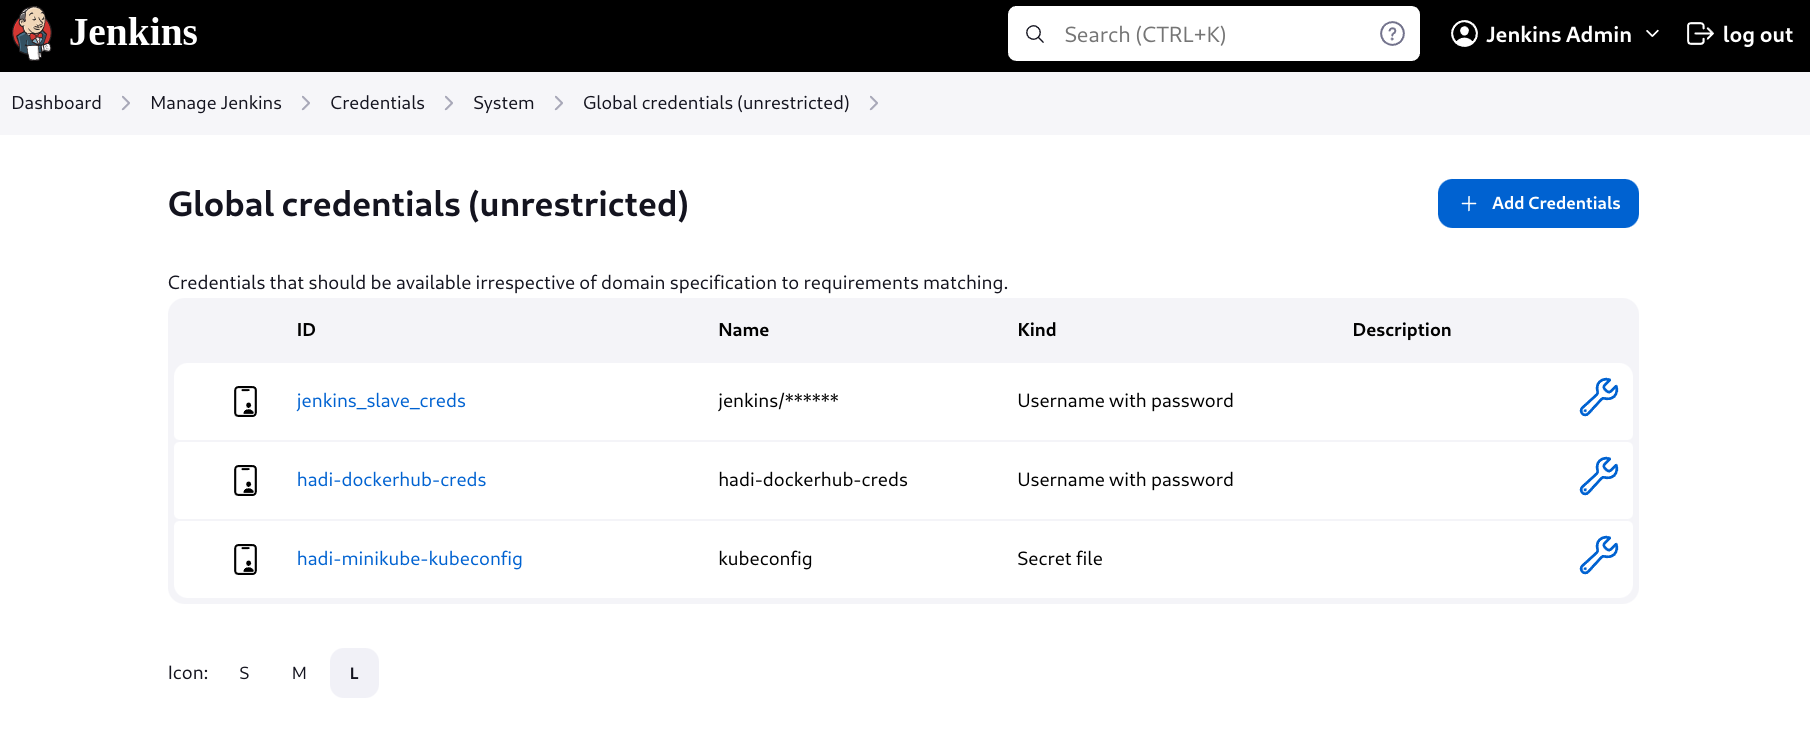 Jenkins
Search (CTRL+K)
?
Jenkins Admin
log out
Dashboard
Manage Jenkins
Credentials
System
Global credentials (unrestricted)
Global credentials (unrestricted)
+ Add Credentials
Credentials that should be available irrespective of domain specification to requirements matching.
ID Name Kind Description
jenkins_slave_creds jenkins/****** Username with password
hadi-dockerhub-creds hadi-dockerhub-creds Username with password
hadi-minikube-kubeconfig kubeconfig Secret file
Icon: S M L